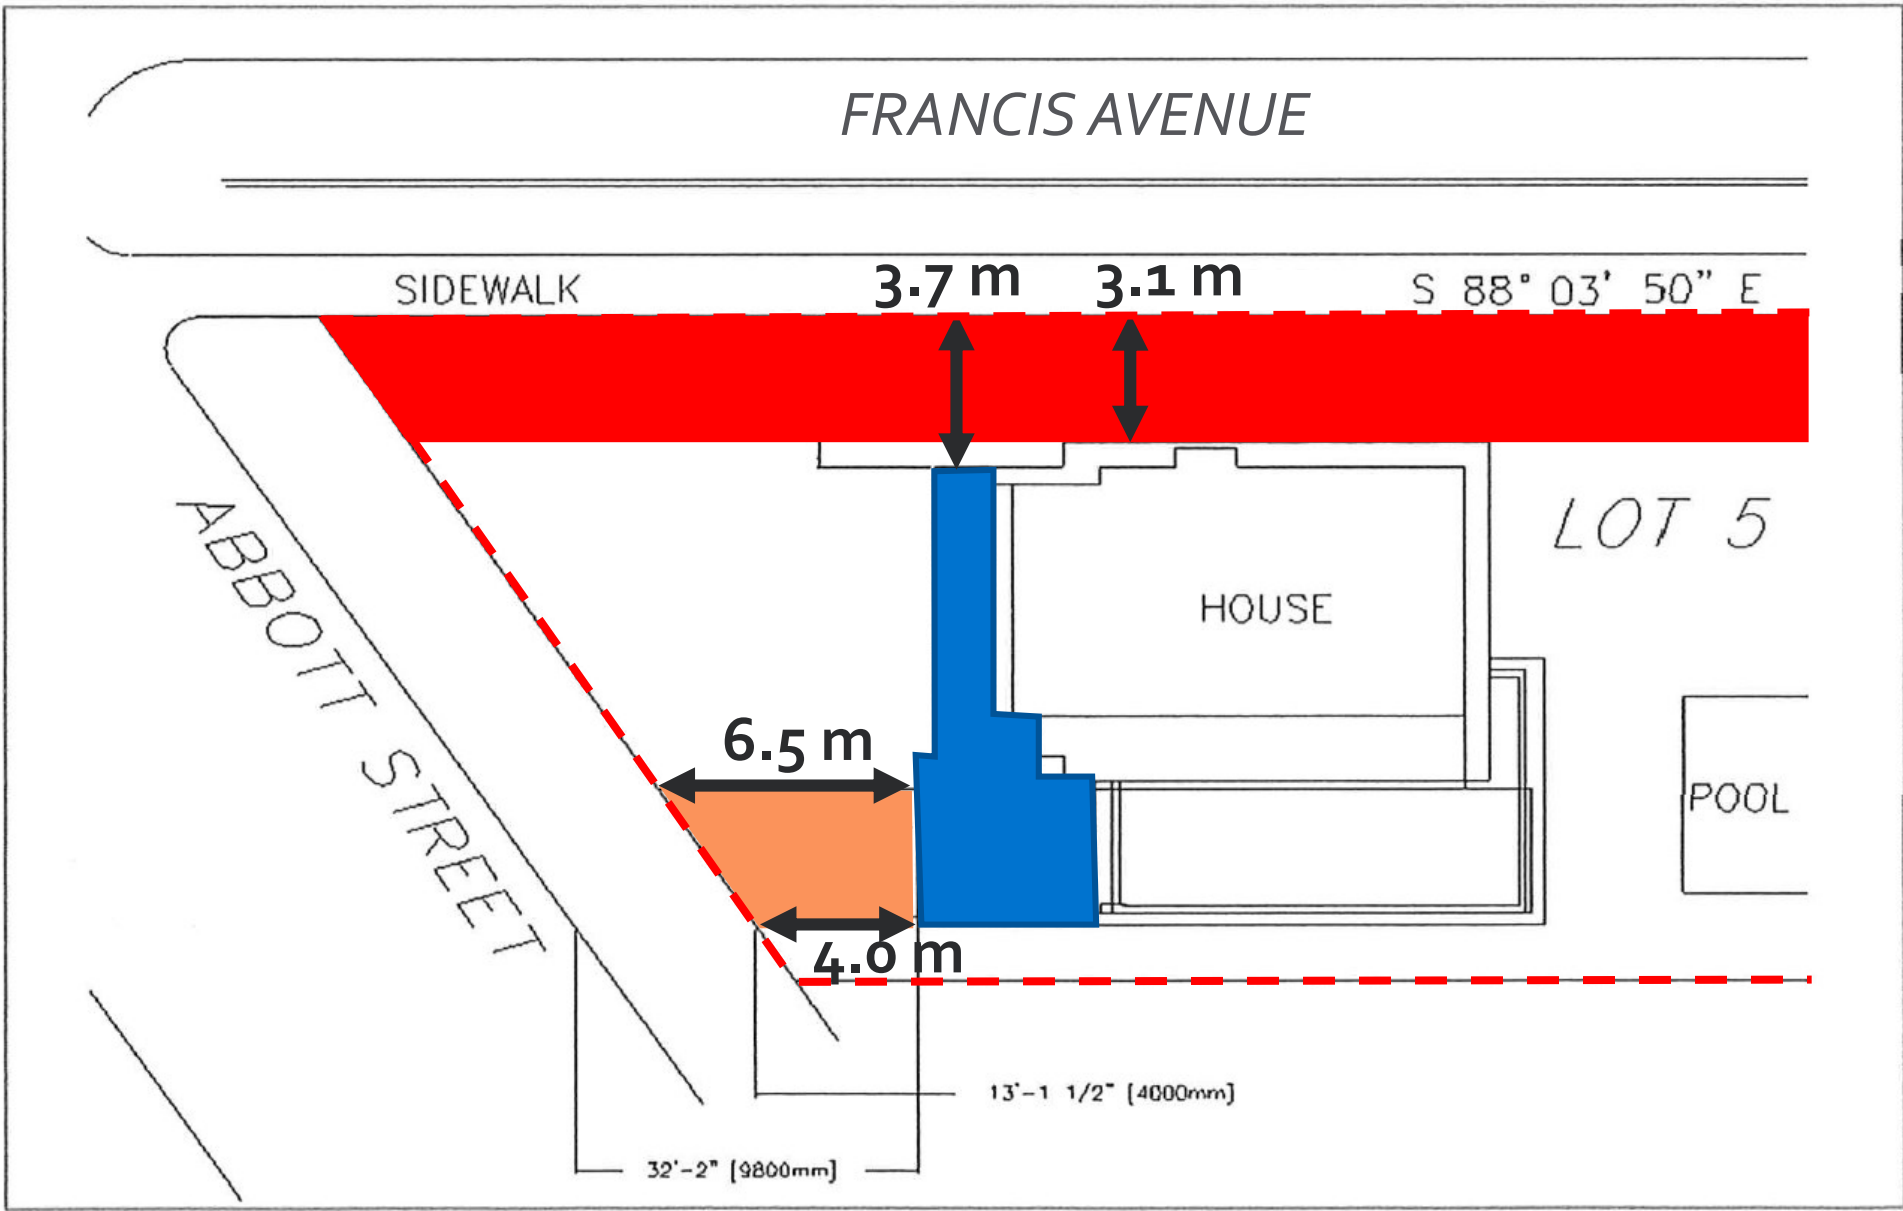 FRANCIS AVENUE
SIDEWALK
3.7 m
3.1 m
S 88° 03' 50" E
ABBOTT STREET
LOT 5
HOUSE
6.5 m
POOL
4.0 m
13'-1 1/2" [4000mm]
32'-2" [9800mm]